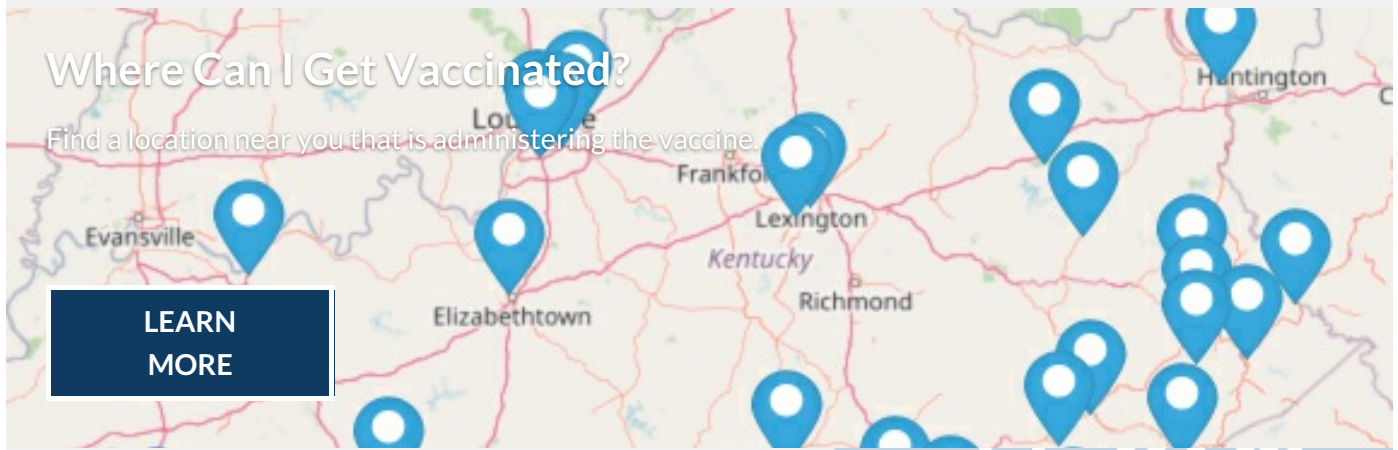 Where Can I Get Vaccinated?
Find a location near you that is administering the vaccine.
Huntington
Lexington
Evansville
Kentucky
Richmond
Elizabethtown
LEARN
MORE